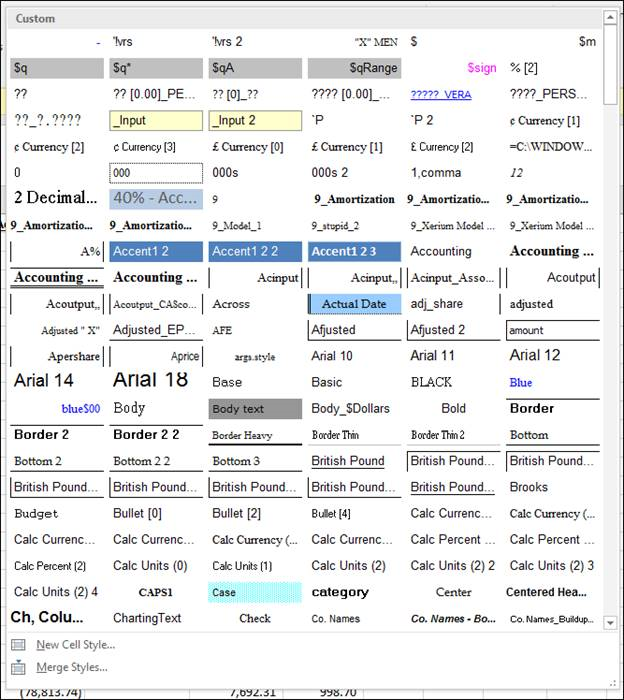 Custom
- '!vrs '!vrs 2 "X" MEN $ $m
$q $q* $qA $qRange $sign % [2]
?? ?? [0.00]_PE... ?? [0]_?? ???? [0.00]_... ?????_VERA ????_PERS...
??_?.???? _Input _Input 2 `P `P 2 ¢ Currency [1]
¢ Currency [2] ¢ Currency [3] £ Currency [0] £ Currency [1] £ Currency [2] =C:\WINDOW...
0 000 000s 000s 2 1,comma 12
2 Decimal... 40% - Acc... 9 9_Amortization 9_Amortizatio... 9_Amortizatio...
9_Amortizatio... 9_Amortizatio... 9_Model_1 9_stupid_2 9_Xerium Model ... 9_Xerium Model ...
A% Accent1 2 Accent1 2 2 Accent1 2 3 Accounting Accounting ...
Accounting ... Accounting ... Acinput Acinput,, Acinput_Asso... Acoutput
Acoutput,, Acoutput_CASco... Across Actual Date adj_share adjusted
Adjusted " X" Adjusted_EP... AFE Afjusted Afjusted 2 amount
Apershare Aprice args.style Arial 10 Arial 11 Arial 12
Arial 14 Arial 18 Base Basic BLACK Blue
blue$00 Body Body text Body_$Dollars Bold Border
Border 2 Border 2 2 Border Heavy Border Thin Border Thin 2 Bottom
Bottom 2 Bottom 2 2 Bottom 3 British Pound British Pound... British Pound...
British Pound... British Pound... British Pound... British Pound... British Pound... Brooks
Budget Bullet [0] Bullet [2] Bullet [4] Calc Currenc... Calc Currency (...
Calc Currenc... Calc Currenc... Calc Currency (... Calc Currenc... Calc Percent ... Calc Percent ...
Calc Percent (2) Calc Units (0) Calc Units (1) Calc Units (2) Calc Units (2) 2 Calc Units (2) 3
Calc Units (2) 4 CAPS1 Case category Center Centered Hea...
Ch, Colu... ChartingText Check Co. Names Co. Names - Bo... Co. Names_Buildup...
New Cell Style...
Merge Styles...
(78,813.74) 7,692.31 998.70